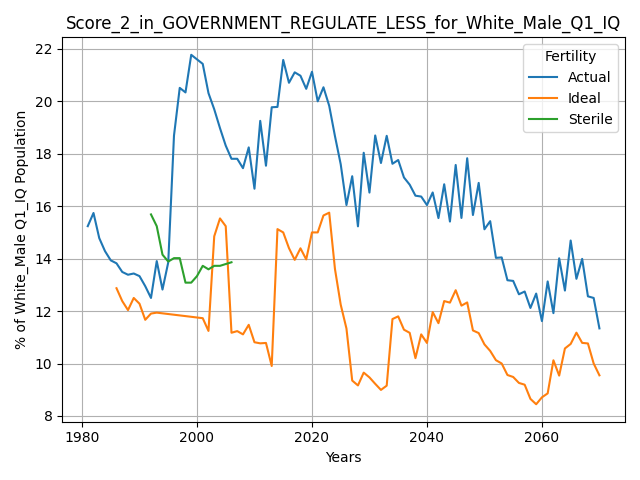 Score_2_in_GOVERNMENT_REGULATE_LESS_for_White_Male_Q1_IQ
% of White_Male Q1_IQ Population
22
20
18
16
14
12
10
8
Fertility
Actual
Ideal
Sterile
1980
2000
2020
2040
2060
Years